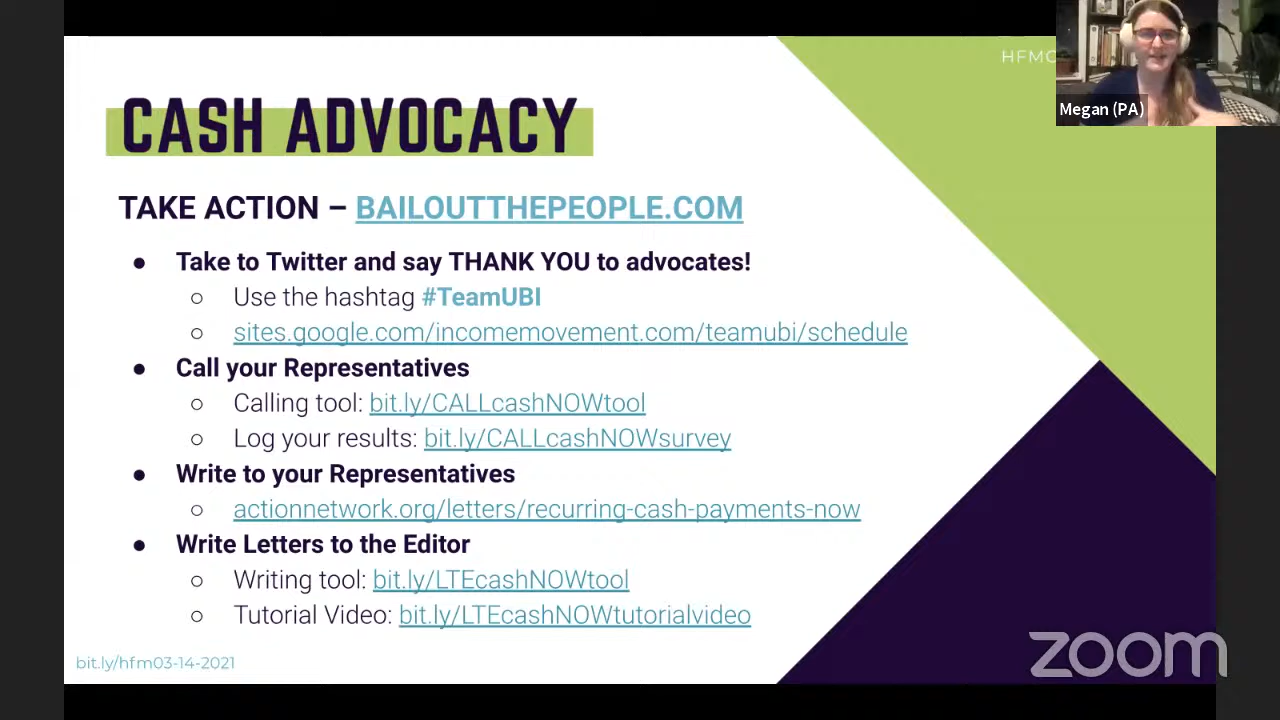 HFMC
Megan (PA)
CASH ADVOCACY
TAKE ACTION – BAILOUTTHEPEOPLE.COM
● Take to Twitter and say THANK YOU to advocates!
○ Use the hashtag #TeamUBI
○ sites.google.com/incomemovement.com/teamubi/schedule
● Call your Representatives
○ Calling tool: bit.ly/CALLcashNOWtool
○ Log your results: bit.ly/CALLcashNOWsurvey
● Write to your Representatives
○ actionnetwork.org/letters/recurring-cash-payments-now
● Write Letters to the Editor
○ Writing tool: bit.ly/LTEcashNOWtool
○ Tutorial Video: bit.ly/LTEcashNOWtutorialvideo
bit.ly/hfm03-14-2021
zoom